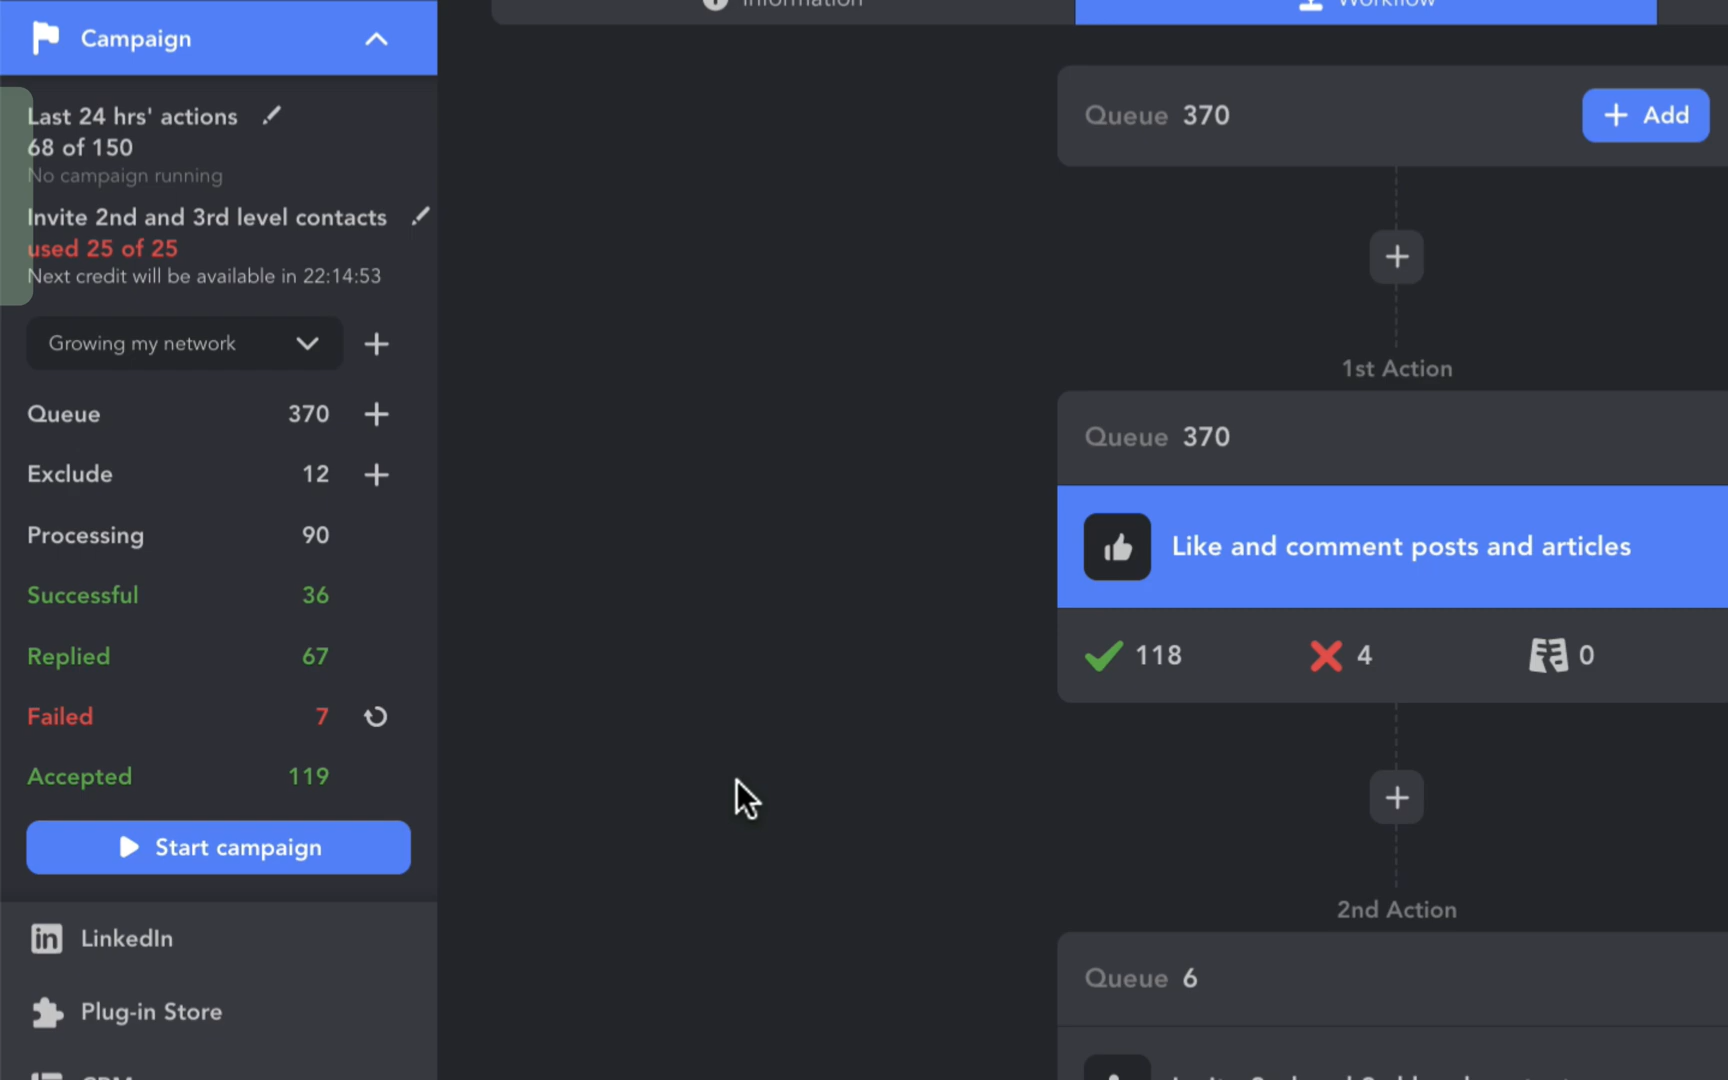 Campaign
Last 24 hrs' actions
68 of 150
No campaign running
Invite 2nd and 3rd level contacts
used 25 of 25
Next credit will be available in 22:14:53
Growing my network
Queue 370
Exclude 12
Processing 90
Successful 36
Replied 67
Failed 7
Accepted 119
Start campaign
LinkedIn
Plug-in Store
CRM
Information
Workflow
Queue 370
Add
1st Action
Queue 370
Like and comment posts and articles
118 4 0
2nd Action
Queue 6